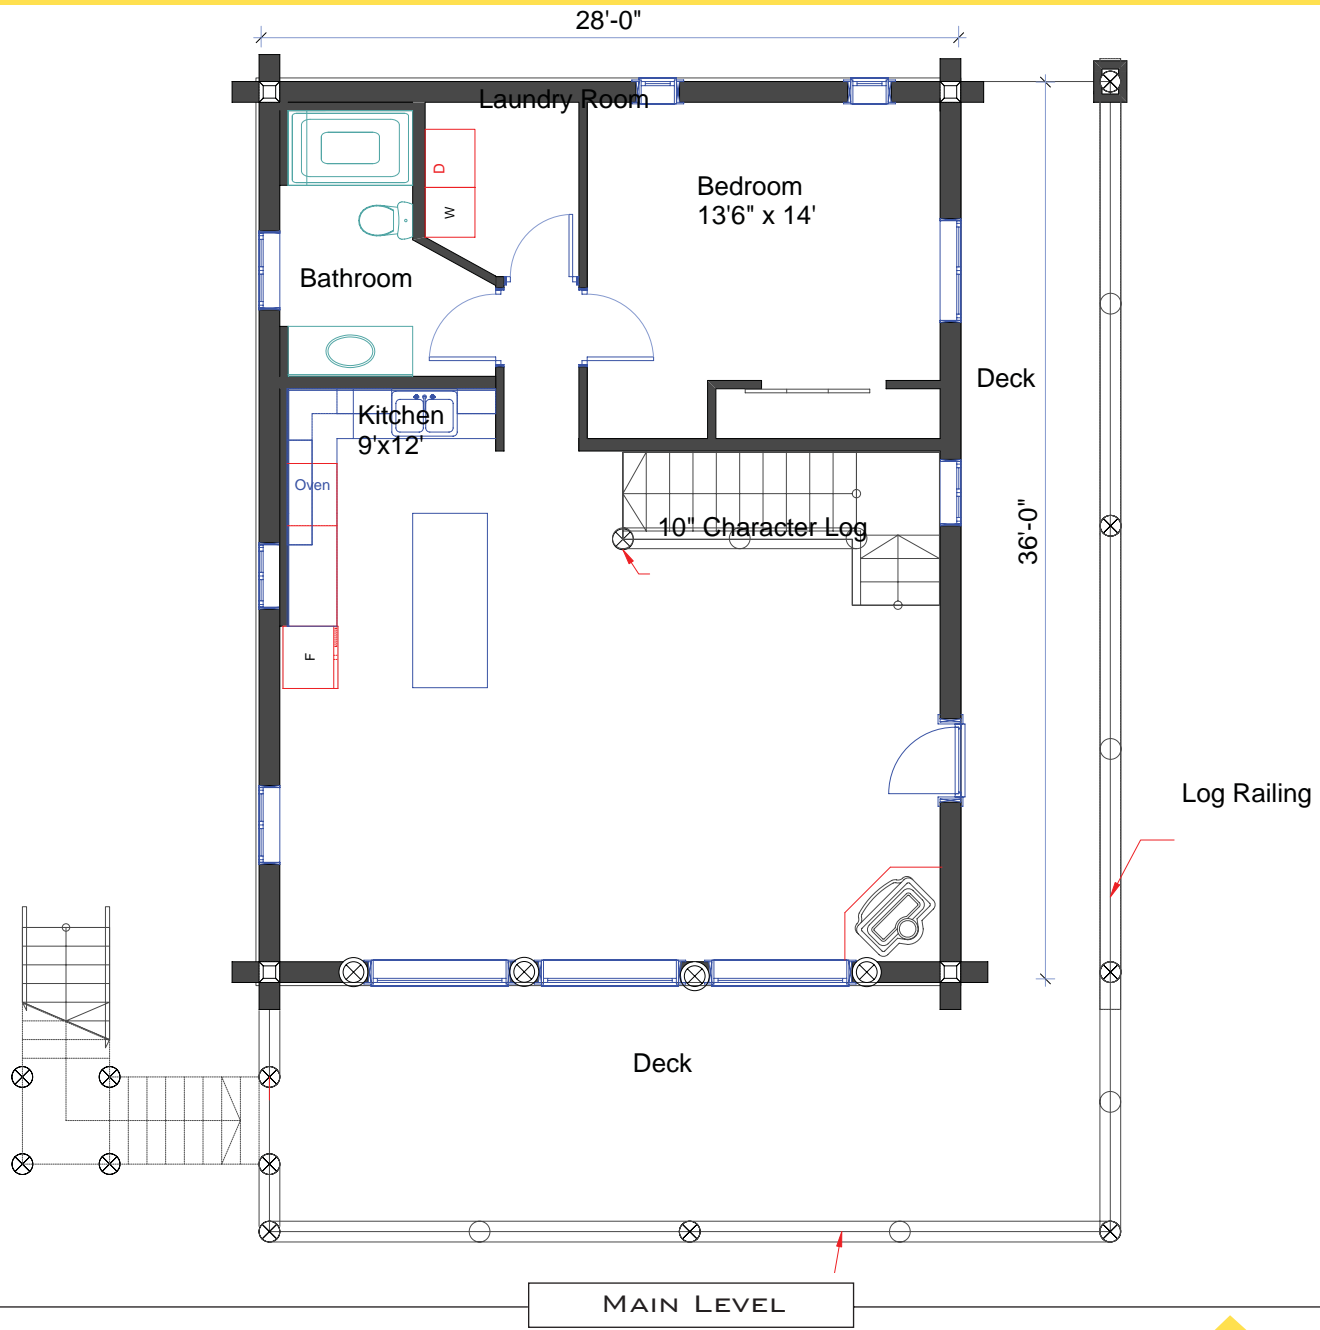 28'-0"
Laundry Room
D
W
Bedroom
13'6" x 14'
Bathroom
Deck
Kitchen
9'x12'
Oven
10" Character Log
36'-0"
F
Log Railing
Deck
Main Level